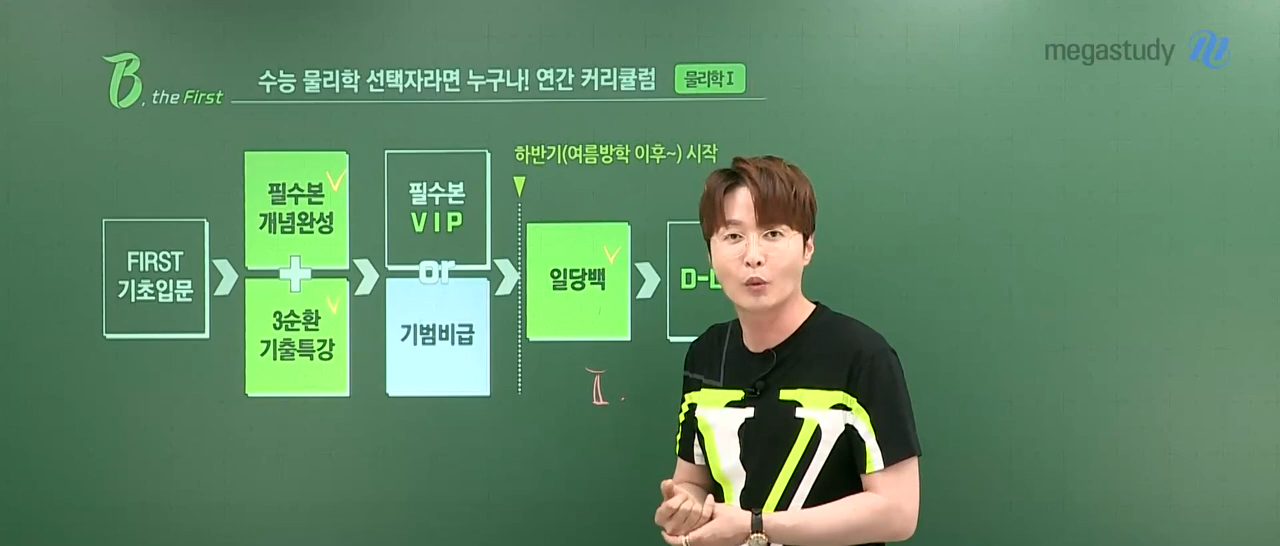 megastudy
B, the First
수능 물리학 선택자라면 누구나! 연간 커리큘럼
물리학 I
하반기(여름방학 이후~) 시작
FIRST
기초입문
필수본
개념완성
+
3순환
기출특강
필수본
VIP
or
기범비급
일당백
I.